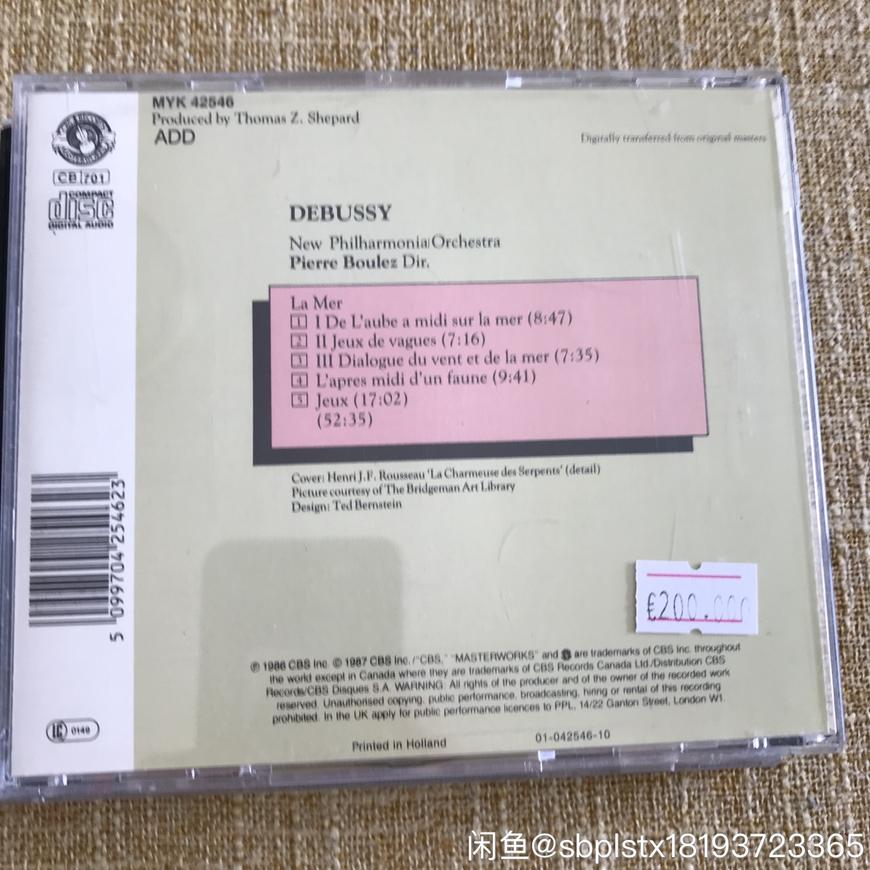 MYK 42546
Produced by Thomas Z. Shepard
ADD
Digitally transferred from original masters
CB 701
COMPACT
disc
DIGITAL AUDIO
DEBUSSY
New Philharmonia Orchestra
Pierre Boulez Dir.
La Mer
1 I De L'aube a midi sur la mer (8:47)
2 II Jeux de vagues (7:16)
3 III Dialogue du vent et de la mer (7:35)
4 L'apres midi d'un faune (9:41)
5 Jeux (17:02)
(52:35)
Cover: Henri J.F. Rousseau 'La Charmeuse des Serpents' (detail)
Picture courtesy of The Bridgeman Art Library
Design: Ted Bernstein
5 099704 254623
£200.000
℗ 1986 CBS Inc. © 1987 CBS Inc./"CBS," "MASTERWORKS" and are trademarks of CBS Inc. throughout
the world except in Canada where they are trademarks of CBS Records Canada Ltd./Distribution CBS
Records/CBS Disques S.A. WARNING: All rights of the producer and of the owner of the recorded work
reserved. Unauthorised copying, public performance, broadcasting, hiring or rental of this recording
prohibited. In the UK apply for public performance licences to PPL, 14/22 Ganton Street, London W1.
LC 0149
Printed in Holland
01-042546-10
闲鱼@sbplstx18193723365